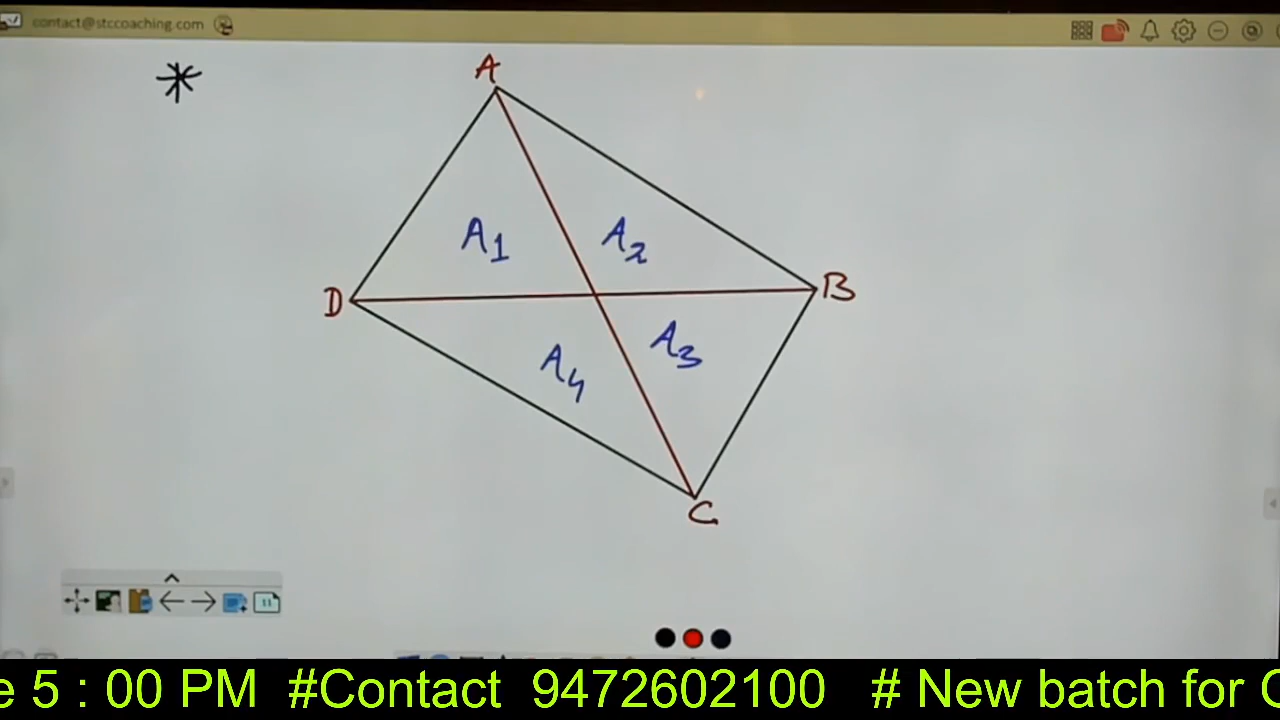 contact@stccoaching.com
*
A
A1 A2
D B
A3
A4
C
e 5 : 00 PM #Contact 9472602100 # New batch for